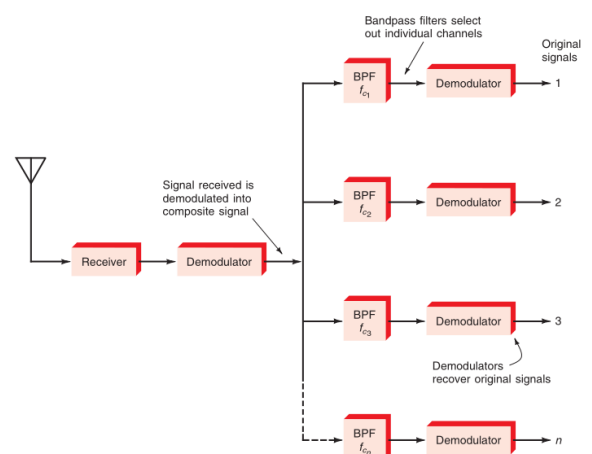 Bandpass filters select
out individual channels
Original
signals
BPF
fc1
Demodulator
1
Signal received is
demodulated into
composite signal
BPF
fc2
Demodulator
2
Receiver
Demodulator
BPF
fc3
Demodulator
3
Demodulators
recover original signals
BPF
fcn
Demodulator
n